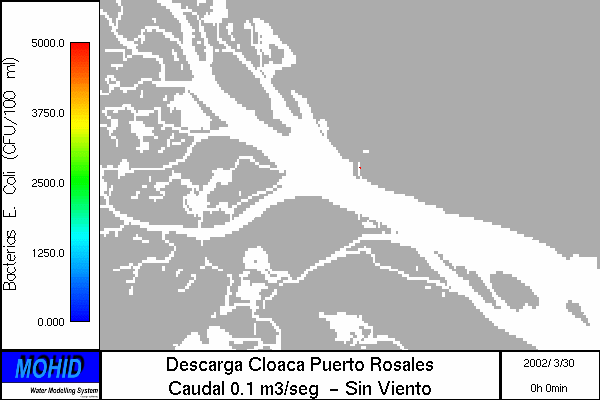 Bacterias E. Coli (CFU/100 ml)
5000.0
3750.0
2500.0
1250.0
0.000
MOHID
Water Modelling System
Descarga Cloaca Puerto Rosales
Caudal 0.1 m3/seg - Sin Viento
2002/ 3/30
0h 0min